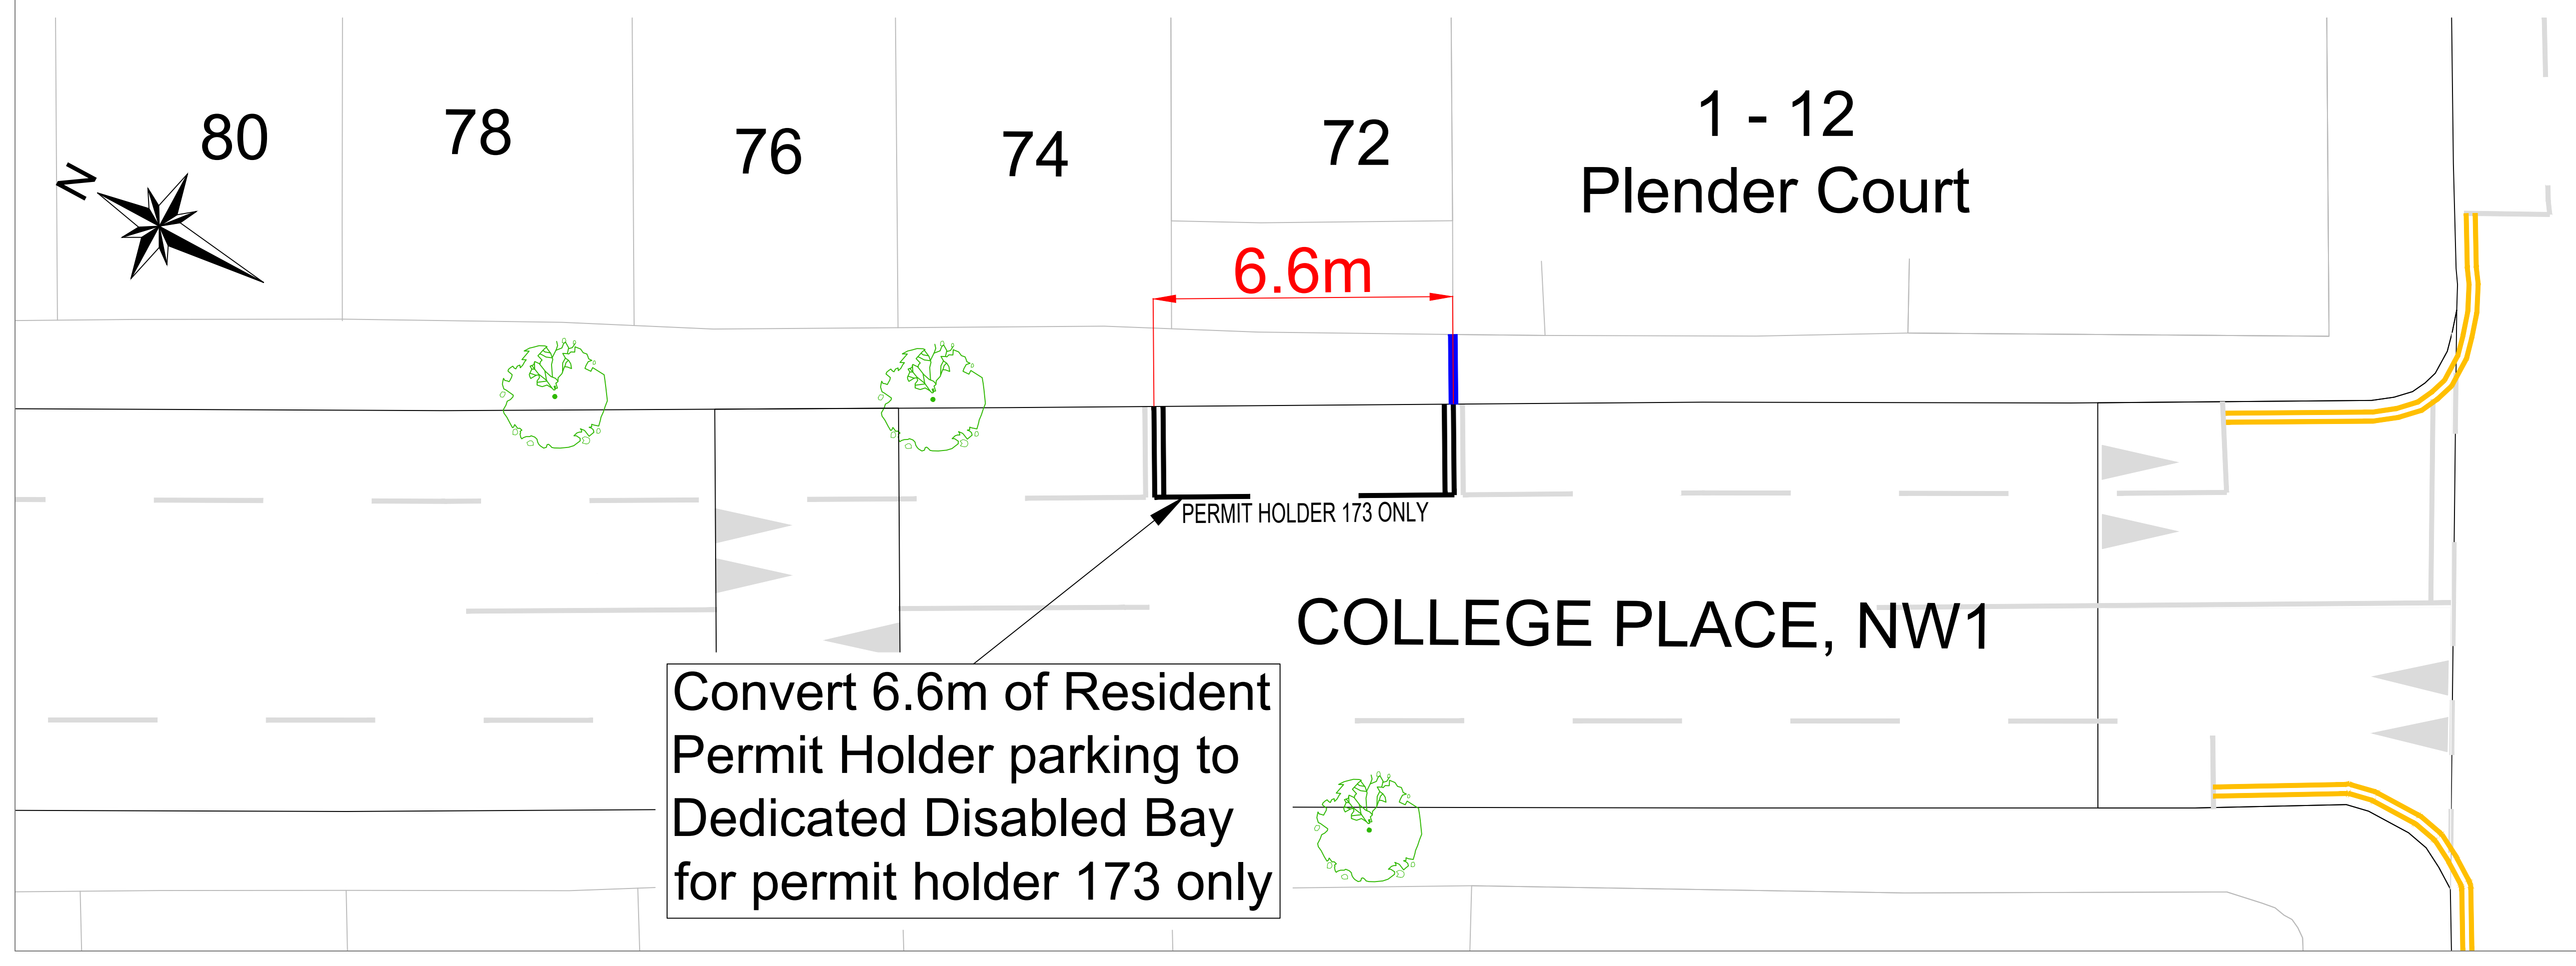 80
78
76
74
72
1 - 12
Plender Court
N
6.6m
PERMIT HOLDER 173 ONLY
COLLEGE PLACE, NW1
Convert 6.6m of Resident
Permit Holder parking to
Dedicated Disabled Bay
for permit holder 173 only